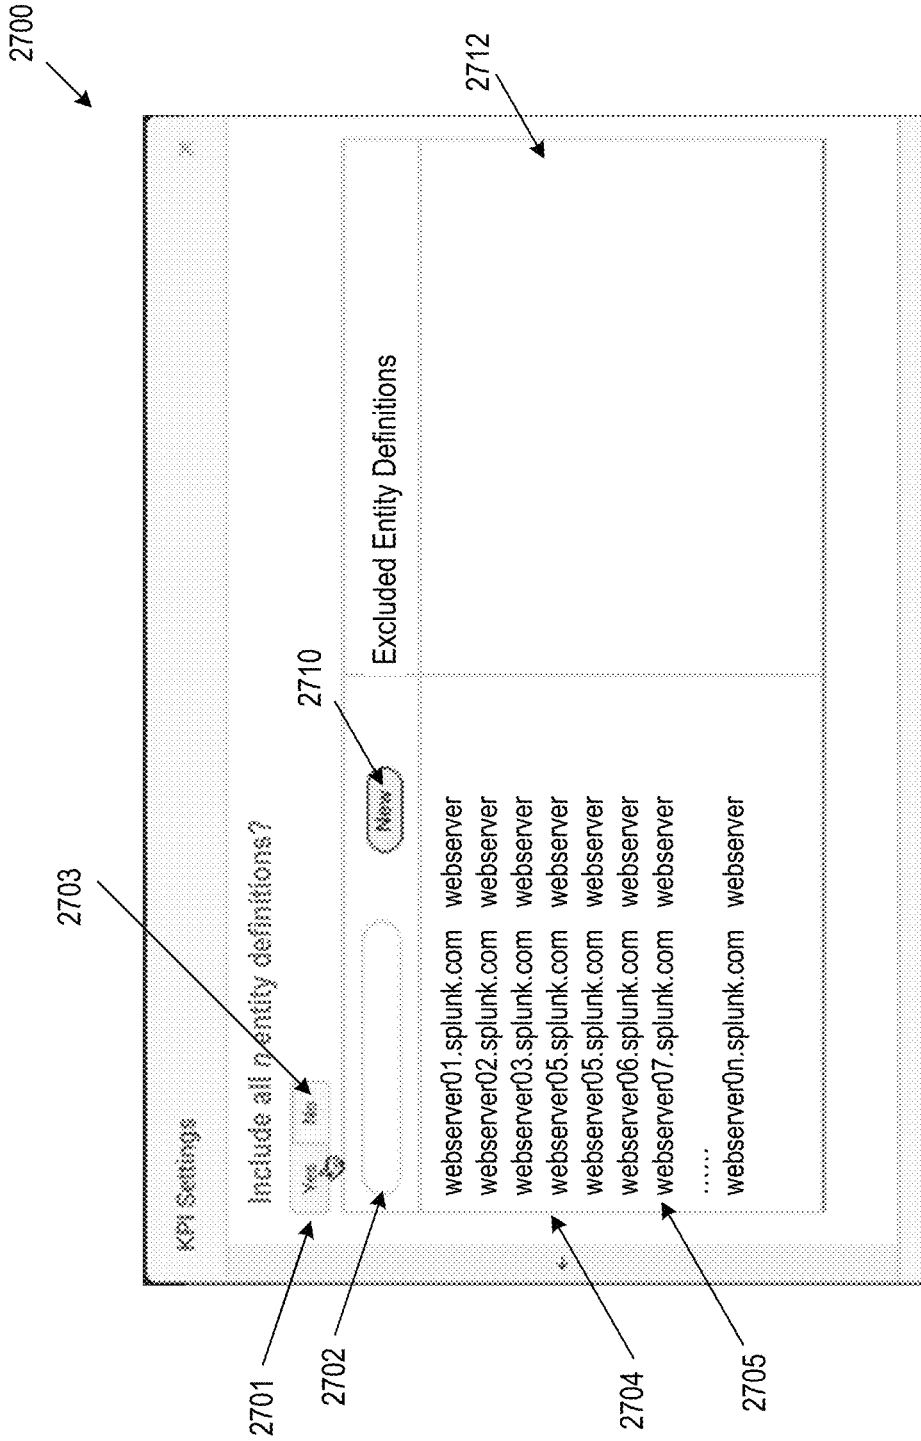 2700
KPI Settings
×
Include all n entity definitions?
2703
2701
Yes
No
2710
2702
New
Excluded Entity Definitions
2712
webserver01.splunk.com webserver
webserver02.splunk.com webserver
webserver03.splunk.com webserver
webserver05.splunk.com webserver
webserver05.splunk.com webserver
webserver06.splunk.com webserver
webserver07.splunk.com webserver
......
webserver0n.splunk.com webserver
2704
2705